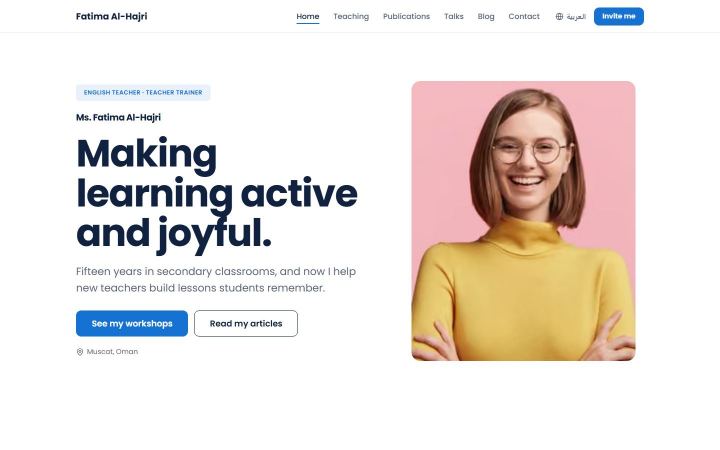 Fatima Al-Hajri
Home Teaching Publications Talks Blog Contact العربية Invite me
ENGLISH TEACHER · TEACHER TRAINER
Ms. Fatima Al-Hajri
Making
learning active
and joyful.
Fifteen years in secondary classrooms, and now I help
new teachers build lessons students remember.
See my workshops Read my articles
Muscat, Oman